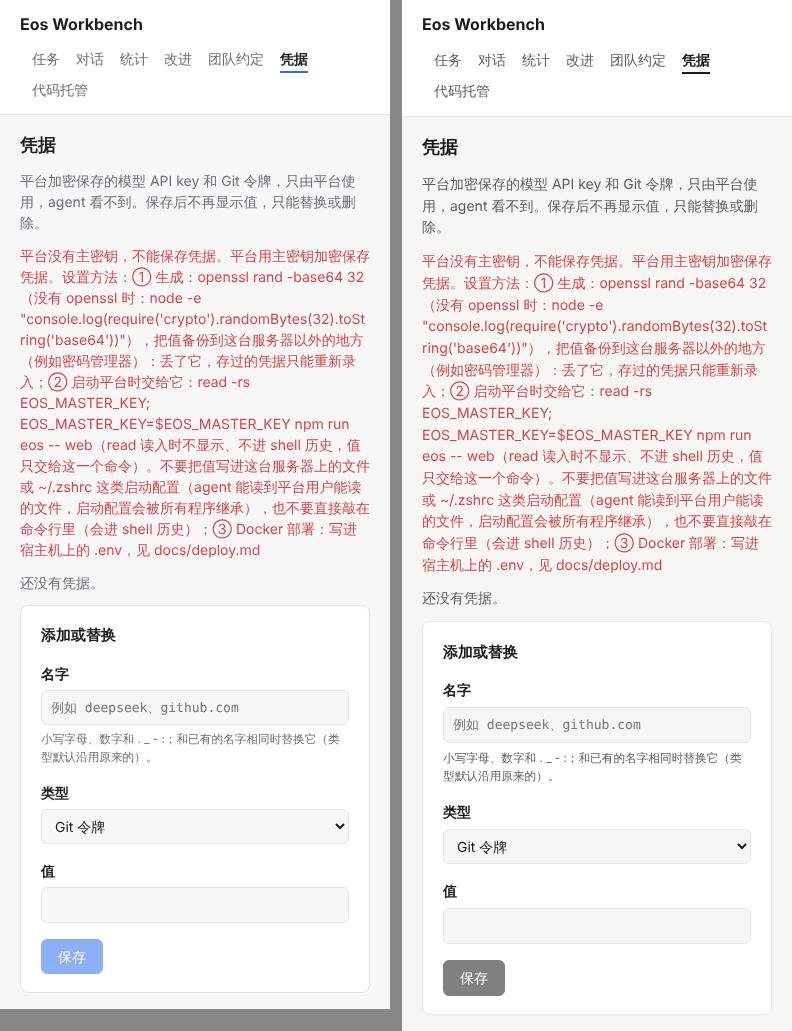 Eos Workbench
任务 对话 统计 改进 团队约定 凭据
代码托管
凭据
平台加密保存的模型 API key 和 Git 令牌，只由平台使
用，agent 看不到。保存后不再显示值，只能替换或删
除。
平台没有主密钥，不能保存凭据。平台用主密钥加密保存
凭据。设置方法：① 生成：openssl rand -base64 32
（没有 openssl 时：node -e
"console.log(require('crypto').randomBytes(32).toSt
ring('base64'))"），把值备份到这台服务器以外的地方
（例如密码管理器）：丢了它，存过的凭据只能重新录
入；② 启动平台时交给它：read -rs
EOS_MASTER_KEY;
EOS_MASTER_KEY=$EOS_MASTER_KEY npm run
eos -- web（read 读入时不显示、不进 shell 历史，值
只交给这一个命令）。不要把值写进这台服务器上的文件
或 ~/.zshrc 这类启动配置（agent 能读到平台用户能读
的文件，启动配置会被所有程序继承），也不要直接敲在
命令行里（会进 shell 历史）；③ Docker 部署：写进
宿主机上的 .env，见 docs/deploy.md
还没有凭据。
添加或替换
名字
例如 deepseek、github.com
小写字母、数字和 . _ - :；和已有的名字相同时替换它（类
型默认沿用原来的）。
类型
Git 令牌
值
保存
Eos Workbench
任务 对话 统计 改进 团队约定 凭据
代码托管
凭据
平台加密保存的模型 API key 和 Git 令牌，只由平台使
用，agent 看不到。保存后不再显示值，只能替换或删
除。
平台没有主密钥，不能保存凭据。平台用主密钥加密保存
凭据。设置方法：① 生成：openssl rand -base64 32
（没有 openssl 时：node -e
"console.log(require('crypto').randomBytes(32).toSt
ring('base64'))"），把值备份到这台服务器以外的地方
（例如密码管理器）：丢了它，存过的凭据只能重新录
入；② 启动平台时交给它：read -rs
EOS_MASTER_KEY;
EOS_MASTER_KEY=$EOS_MASTER_KEY npm run
eos -- web（read 读入时不显示、不进 shell 历史，值
只交给这一个命令）。不要把值写进这台服务器上的文件
或 ~/.zshrc 这类启动配置（agent 能读到平台用户能读
的文件，启动配置会被所有程序继承），也不要直接敲在
命令行里（会进 shell 历史）；③ Docker 部署：写进
宿主机上的 .env，见 docs/deploy.md
还没有凭据。
添加或替换
名字
例如 deepseek、github.com
小写字母、数字和 . _ - :；和已有的名字相同时替换它（类
型默认沿用原来的）。
类型
Git 令牌
值
保存